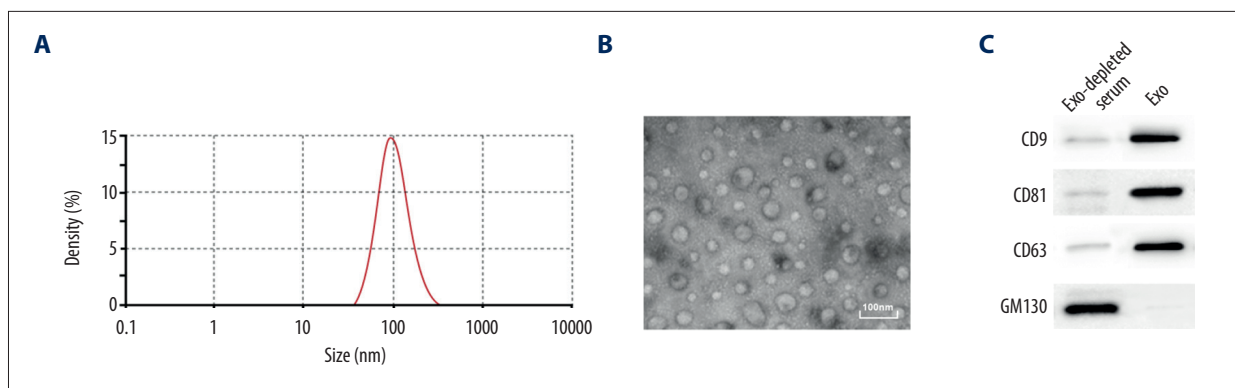 A
Density (%)
15
10
5
0
0.1 1 10 100 1000 10000
Size (nm)
B
100nm
C
Exo-depleted
serum
Exo
CD9
CD81
CD63
GM130